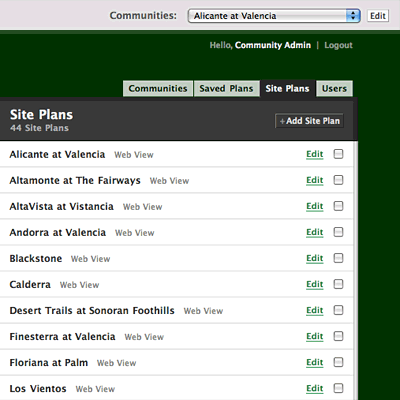 Communities: Alicante at Valencia Edit
Hello, Community Admin | Logout
Communities Saved Plans Site Plans Users
Site Plans
44 Site Plans
+Add Site Plan
Alicante at Valencia Web View Edit
Altamonte at The Fairways Web View Edit
AltaVista at Vistancia Web View Edit
Andorra at Valencia Web View Edit
Blackstone Web View Edit
Calderra Web View Edit
Desert Trails at Sonoran Foothills Web View Edit
Finesterra at Valencia Web View Edit
Floriana at Palm Web View Edit
Los Vientos Web View Edit